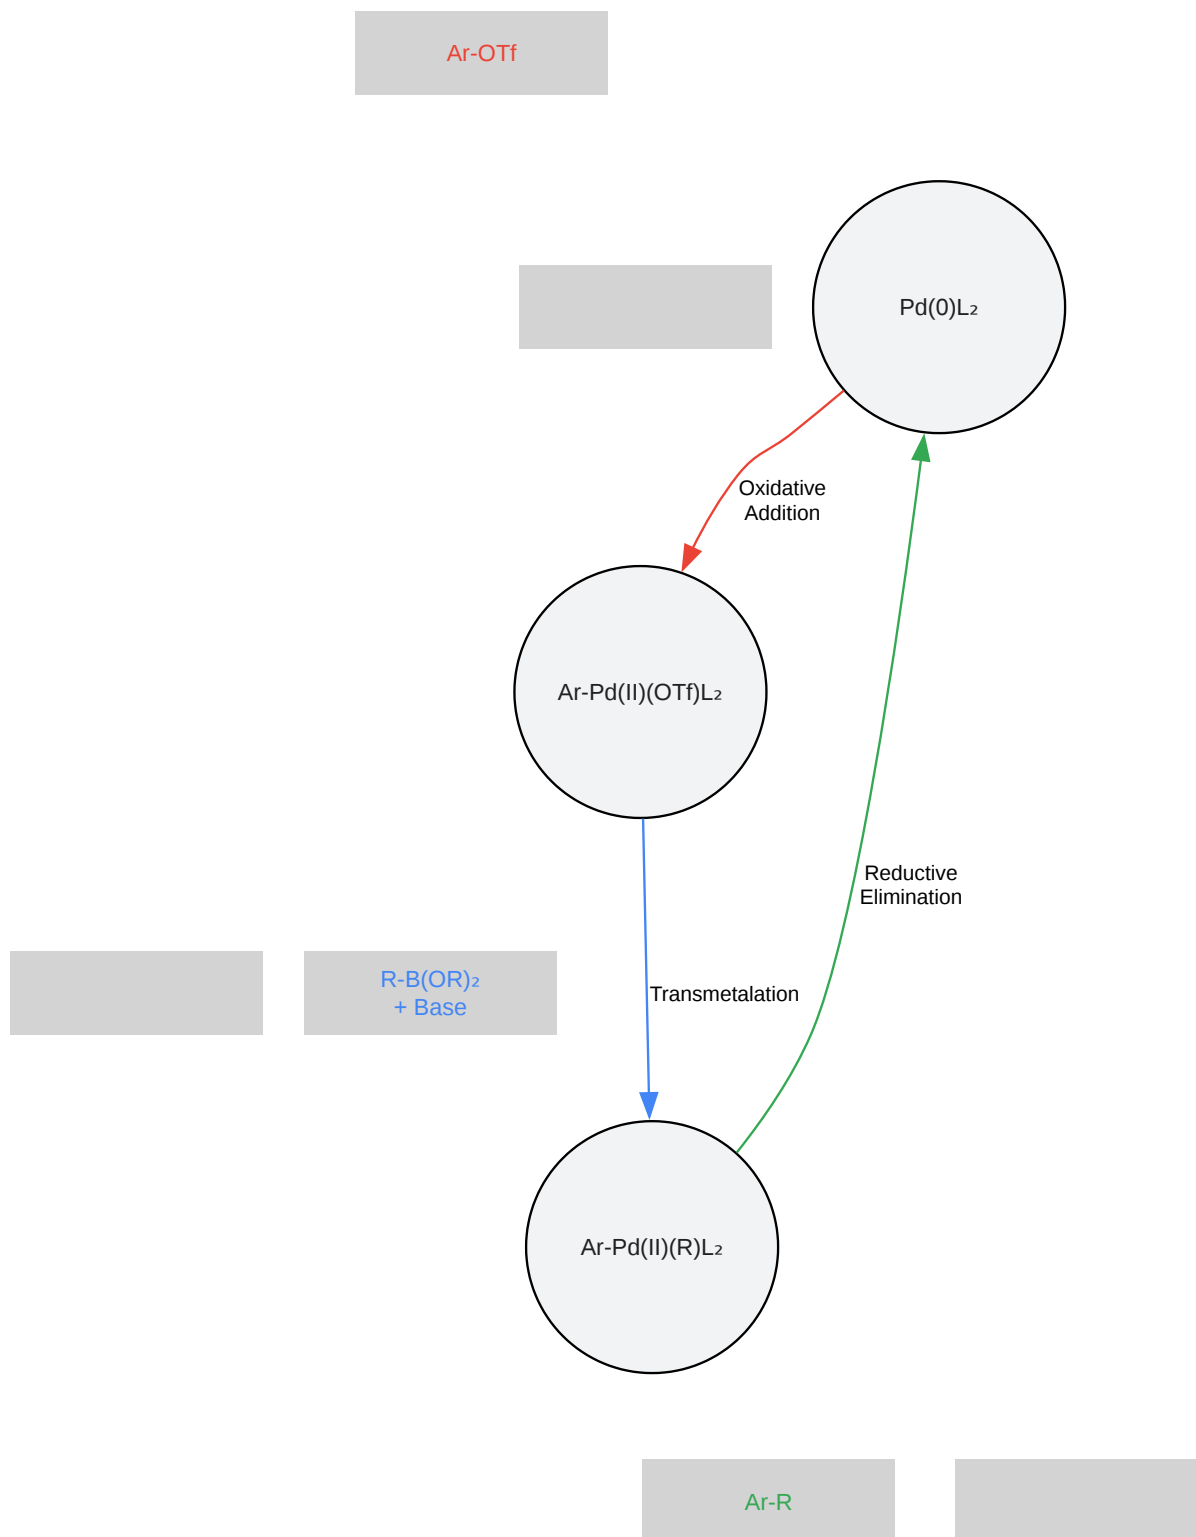 Ar-OTf
Pd(0)L₂
Oxidative
Addition
Ar-Pd(II)(OTf)L₂
Reductive
Elimination
R-B(OR)₂
+ Base
Transmetalation
Ar-Pd(II)(R)L₂
Ar-R